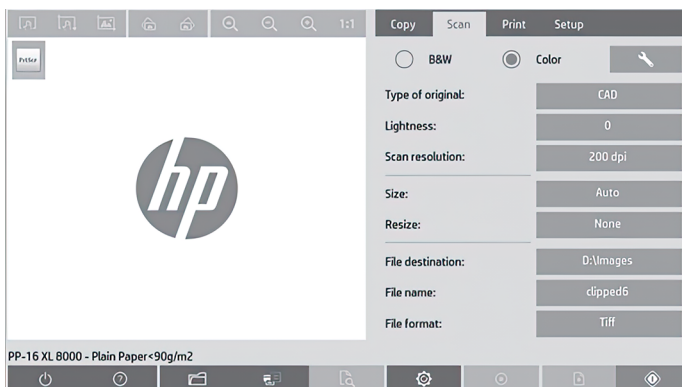 1:1
Copy Scan Print Setup
PrtScr
B&W Color
Type of original: CAD
Lightness: 0
Scan resolution: 200 dpi
hp
Size: Auto
Resize: None
File destination: D:\Images
File name: clipped6
File format: Tiff
PP-16 XL 8000 - Plain Paper<90g/m2